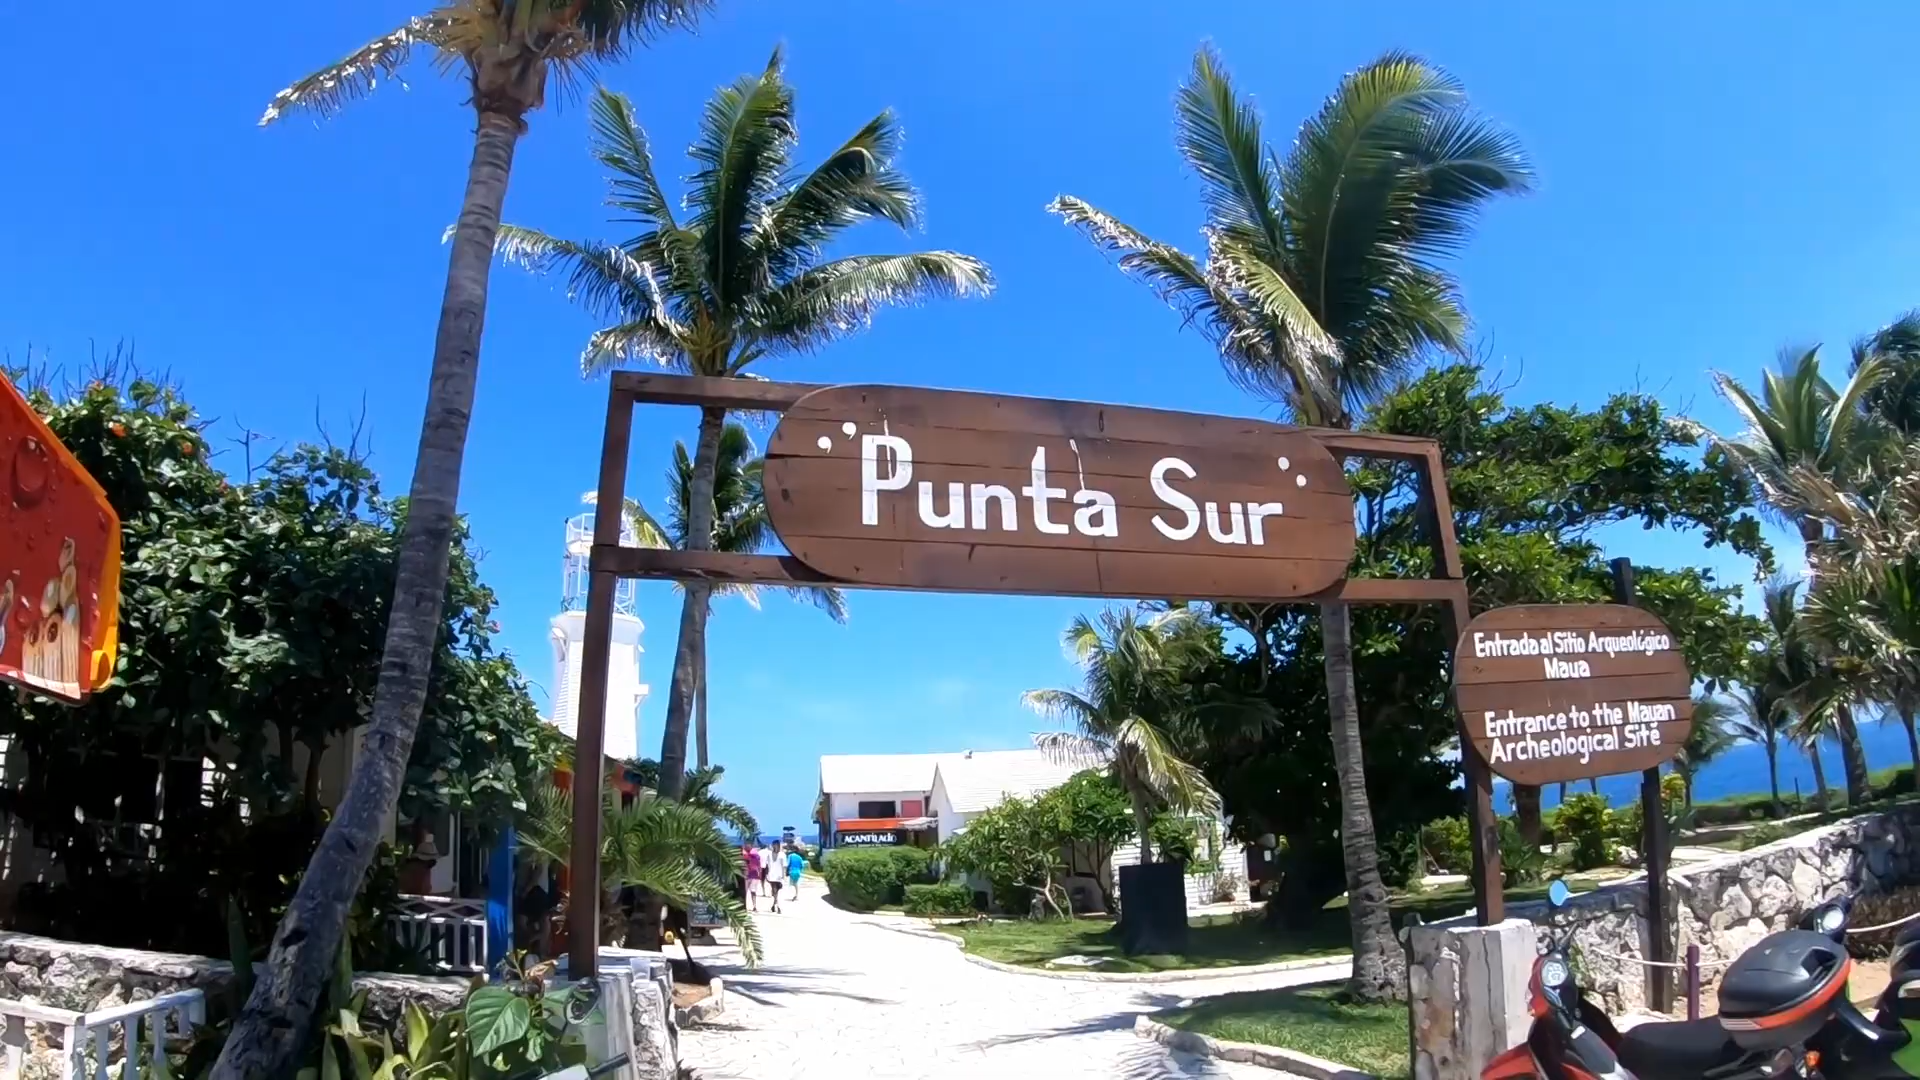 Punta Sur
Entrada al Sitio Arqueológico
Maya
Entrance to the Mayan
Archeological Site
ACANTILADO